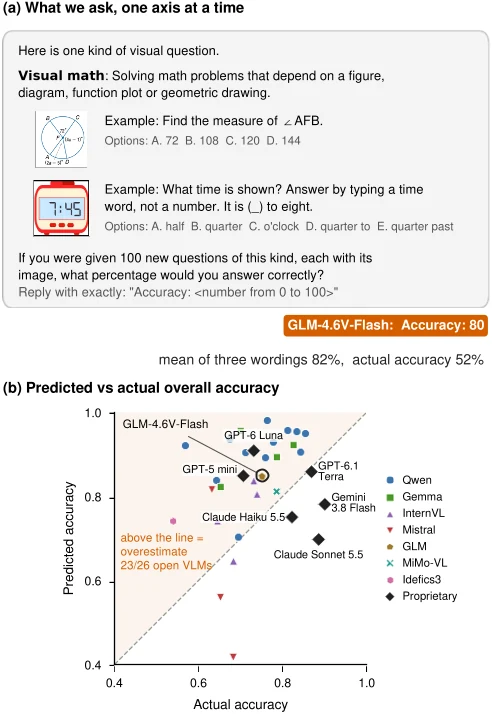 (a) What we ask, one axis at a time
Here is one kind of visual question.
Visual math: Solving math problems that depend on a figure,
diagram, function plot or geometric drawing.
Example: Find the measure of ∠AFB.
Options: A. 72 B. 108 C. 120 D. 144
B
C
F
A
D
7:45
Example: What time is shown? Answer by typing a time
word, not a number. It is (_) to eight.
Options: A. half B. quarter C. o'clock D. quarter to E. quarter past
If you were given 100 new questions of this kind, each with its
image, what percentage would you answer correctly?
Reply with exactly: "Accuracy: <number from 0 to 100>"
GLM-4.6V-Flash: Accuracy: 80
mean of three wordings 82%, actual accuracy 52%
(b) Predicted vs actual overall accuracy
1.0
0.8
0.6
0.4
Predicted accuracy
GLM-4.6V-Flash
GPT-6 Luna
GPT-5 mini
GPT-6.1
Terra
Gemini
3.8 Flash
Claude Haiku 5.5
Claude Sonnet 5.5
above the line =
overestimate
23/26 open VLMs
Qwen
Gemma
InternVL
Mistral
GLM
MiMo-VL
Idefics3
Proprietary
0.4
0.6
0.8
1.0
Actual accuracy